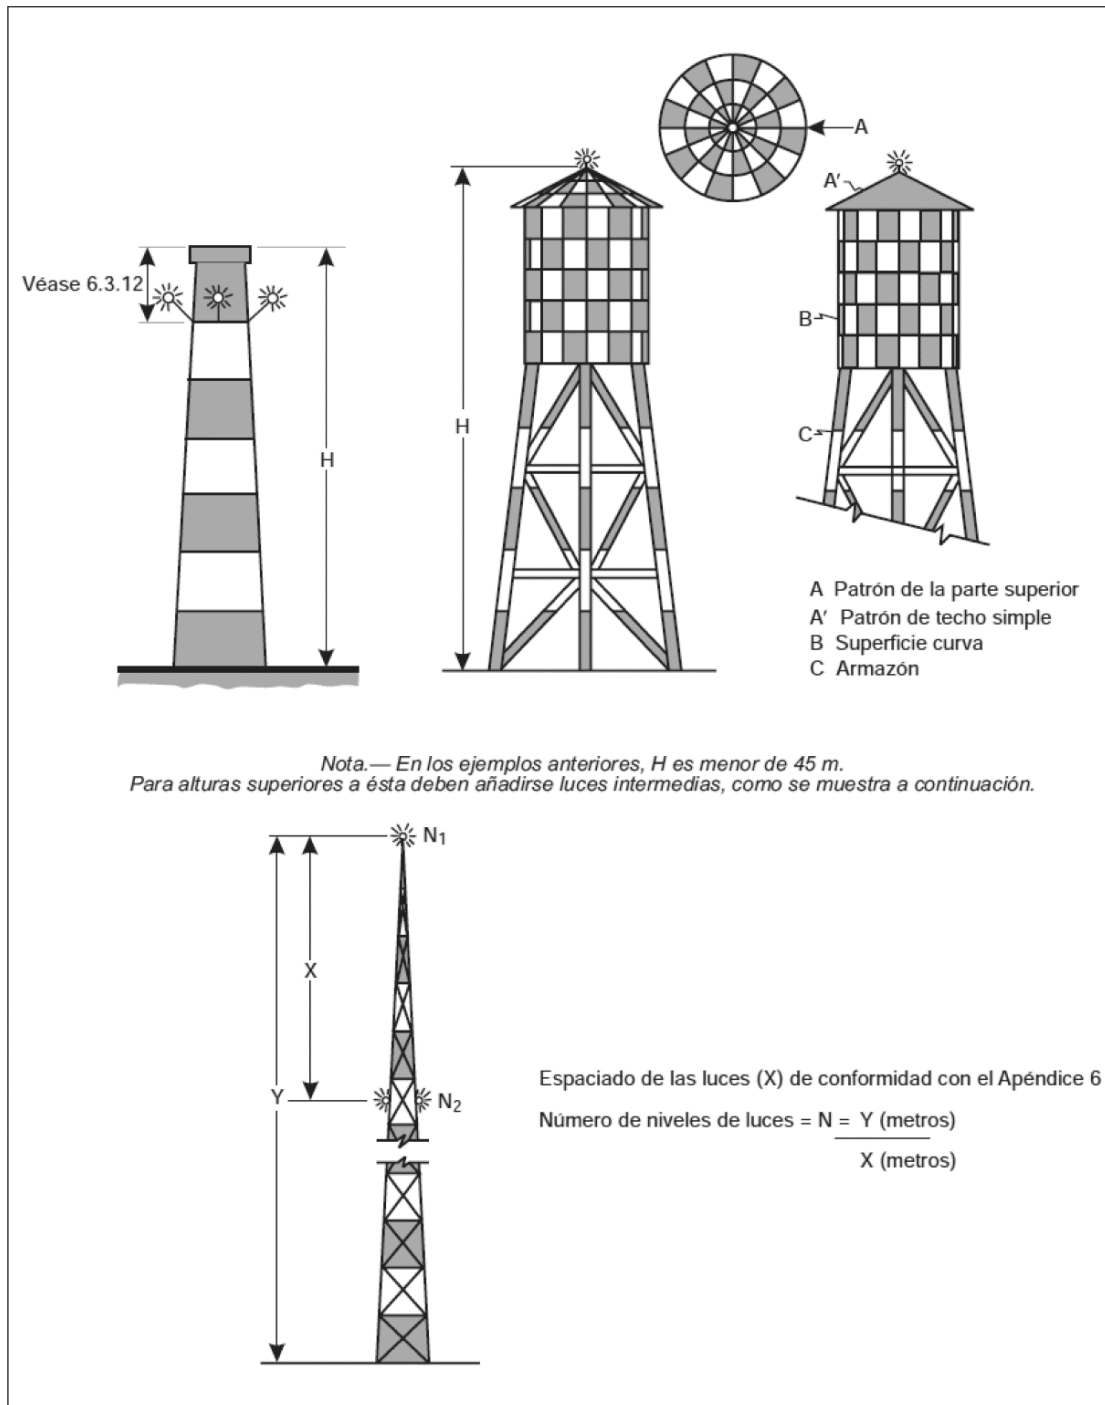 A
A'
Véase 6.3.12
B
H
H
C
A Patrón de la parte superior
A' Patrón de techo simple
B Superficie curva
C Armazón
Nota.— En los ejemplos anteriores, H es menor de 45 m.
Para alturas superiores a ésta deben añadirse luces intermedias, como se muestra a continuación.
N1
X
Y
N2
Espaciado de las luces (X) de conformidad con el Apéndice 6
Número de niveles de luces = N = Y (metros)
X (metros)